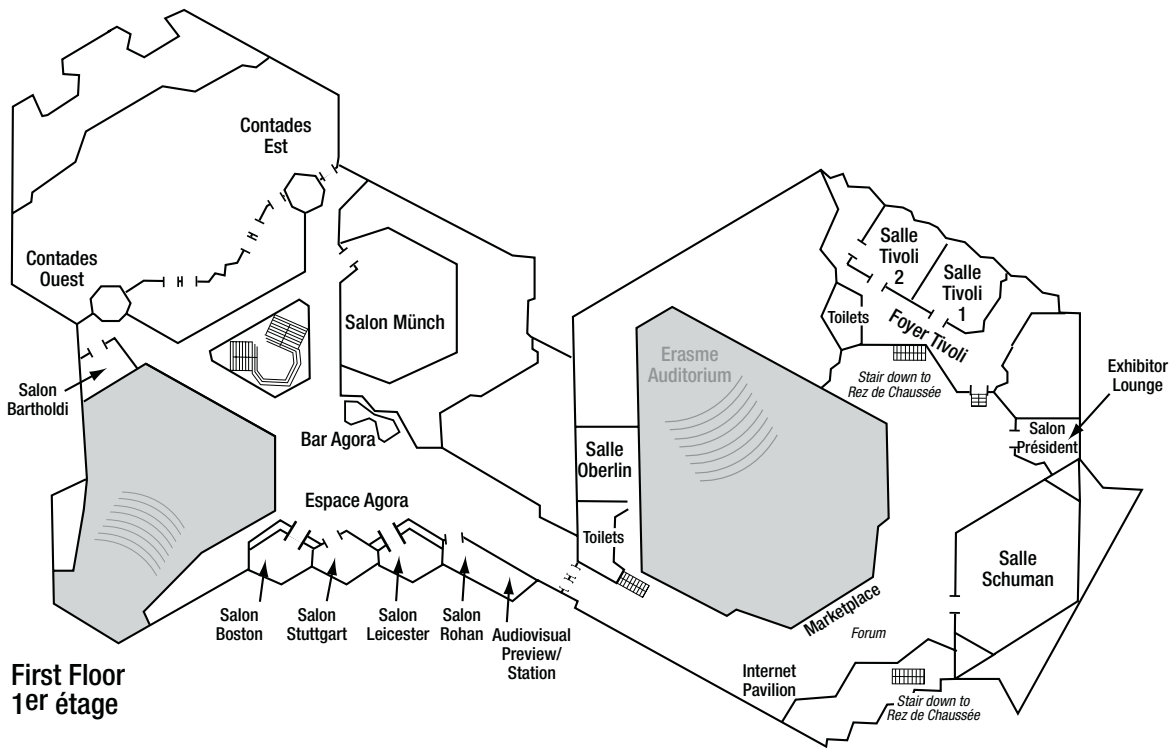 Contades
Est
Contades
Ouest
Salon Münch
Salon
Bartholdi
Bar Agora
Espace Agora
Salon
Boston
Salon
Stuttgart
Salon
Leicester
Salon
Rohan
Audiovisual
Preview/
Station
First Floor
1er étage
Salle
Tivoli
2
Salle
Tivoli
1
Toilets
Foyer Tivoli
Erasme
Auditorium
Stair down to
Rez de Chaussée
Exhibitor
Lounge
Salon
Président
Salle
Oberlin
Toilets
Salle
Schuman
Marketplace
Forum
Internet
Pavilion
Stair down to
Rez de Chaussée